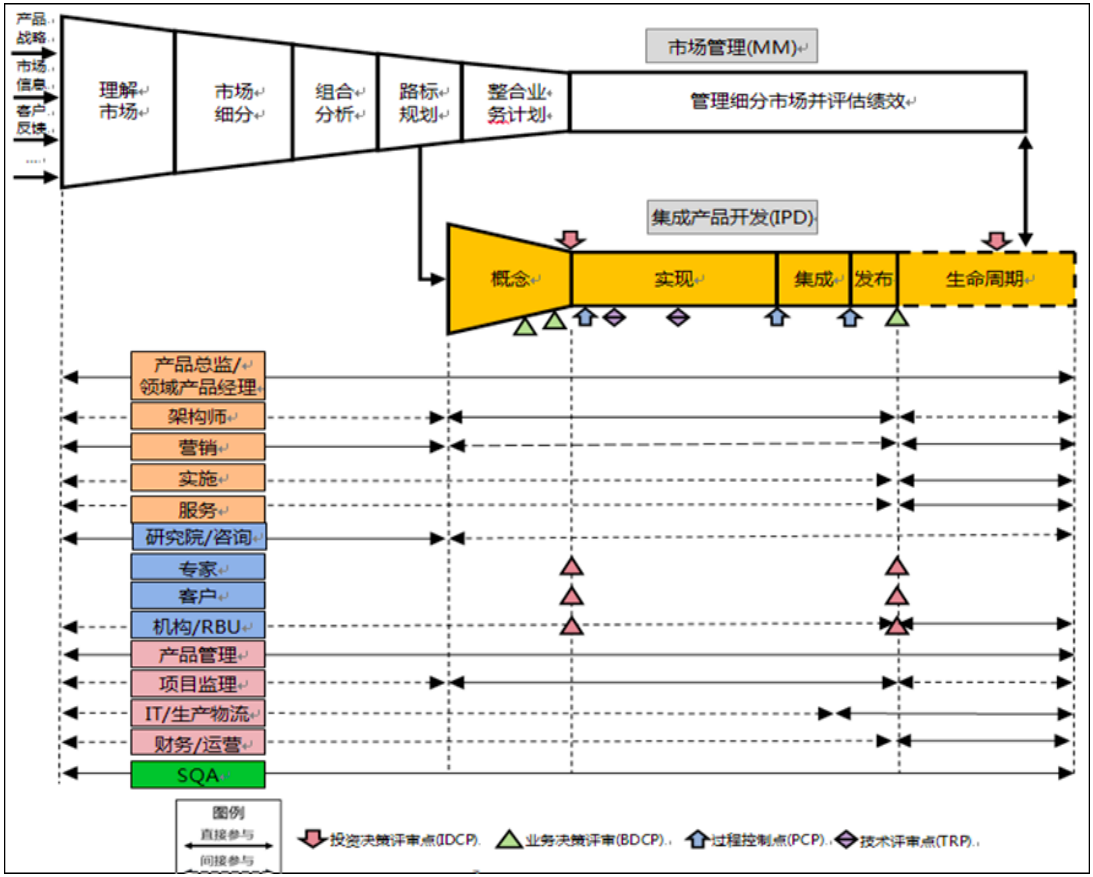 产品
战略
市场
信息
客户
反馈
....
理解
市场
市场
细分
组合
分析
路标
规划
整合业
务计划
市场管理(MM)
管理细分市场并评估绩效
集成产品开发(IPD)
概念
实现
集成
发布
生命周期
产品总监/
领域产品经理
架构师
营销
实施
服务
研究院/咨询
专家
客户
机构/RBU
产品管理
项目监理
IT/生产物流
财务/运营
SQA
图例
直接参与
间接参与
投资决策评审点(IDCP).
业务决策评审(BDCP).
过程控制点(PCP).
技术评审点(TRP).